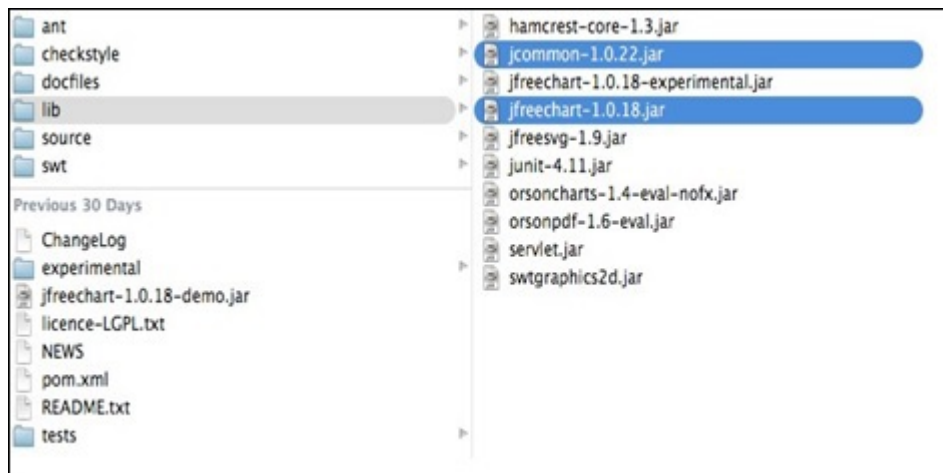 ant
checkstyle
docfiles
lib
source
swt
Previous 30 Days
ChangeLog
experimental
jfreechart-1.0.18-demo.jar
licence-LGPL.txt
NEWS
pom.xml
README.txt
tests
hamcrest-core-1.3.jar
jcommon-1.0.22.jar
jfreechart-1.0.18-experimental.jar
jfreechart-1.0.18.jar
jfreesvg-1.9.jar
junit-4.11.jar
orsoncharts-1.4-eval-nofx.jar
orsonpdf-1.6-eval.jar
servlet.jar
swtgraphics2d.jar